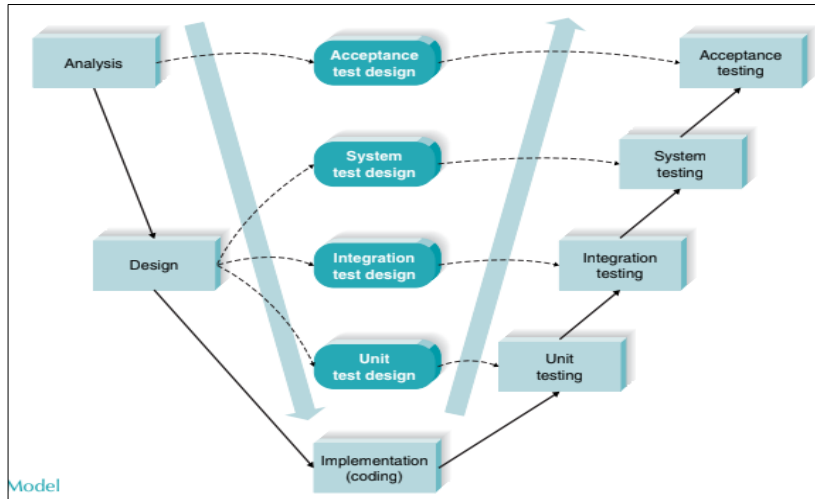 Analysis
Acceptance
test design
Acceptance
testing
System
test design
System
testing
Design
Integration
test design
Integration
testing
Unit
test design
Unit
testing
Implementation
(coding)
Model